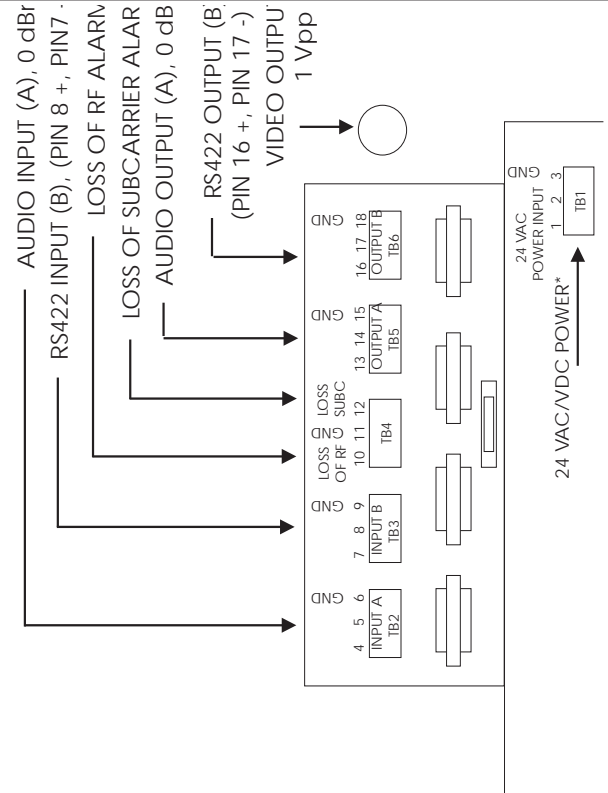 AUDIO INPUT (A), 0 dBr
RS422 INPUT (B), (PIN 8 +, PIN7 -
LOSS OF RF ALARM
LOSS OF SUBCARRIER ALAR
AUDIO OUTPUT (A), 0 dB
RS422 OUTPUT (B)
(PIN 16 +, PIN 17 -)
VIDEO OUTPU
1 Vpp
GND
4 5 6
INPUT A
TB2
GND
7 8 9
INPUT B
TB3
LOSS
OF RF
GND
LOSS
SUBC
10 11 12
TB4
GND
13 14 15
OUTPUT A
TB5
GND
16 17 18
OUTPUT B
TB6
24 VAC
POWER INPUT
GND
1 2 3
TB1
24 VAC/VDC POWER*